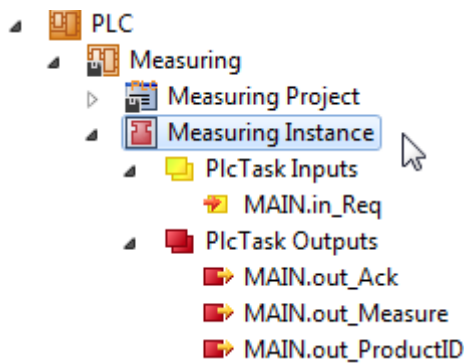 PLC
Measuring
Measuring Project
Measuring Instance
PlcTask Inputs
MAIN.in_Req
PlcTask Outputs
MAIN.out_Ack
MAIN.out_Measure
MAIN.out_ProductID